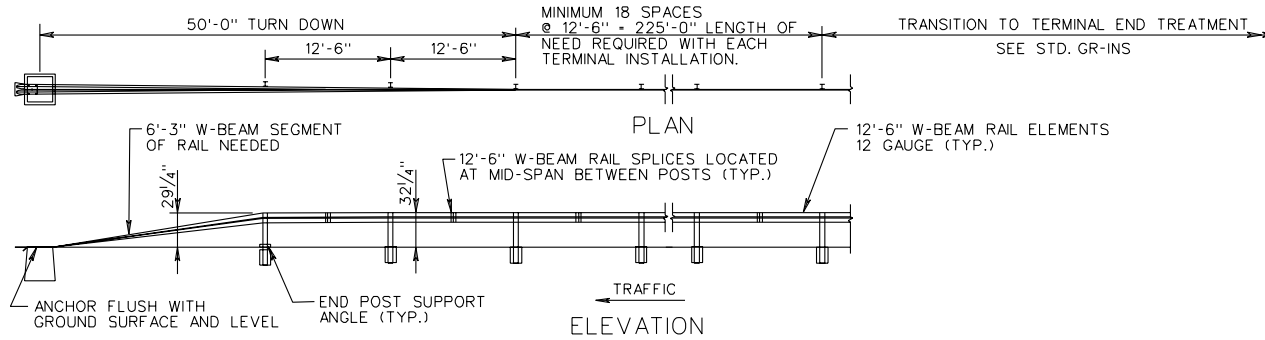 50'-0" TURN DOWN
12'-6"
12'-6"
MINIMUM 18 SPACES
@ 12'-6" = 225'-0" LENGTH OF
NEED REQUIRED WITH EACH
TERMINAL INSTALLATION.
TRANSITION TO TERMINAL END TREATMENT
SEE STD. GR-INS
PLAN
6'-3" W-BEAM SEGMENT
OF RAIL NEEDED
12'-6" W-BEAM RAIL SPLICES LOCATED
AT MID-SPAN BETWEEN POSTS (TYP.)
12'-6" W-BEAM RAIL ELEMENTS
12 GAUGE (TYP.)
29¼"
32¼"
ANCHOR FLUSH WITH
GROUND SURFACE AND LEVEL
END POST SUPPORT
ANGLE (TYP.)
TRAFFIC
ELEVATION